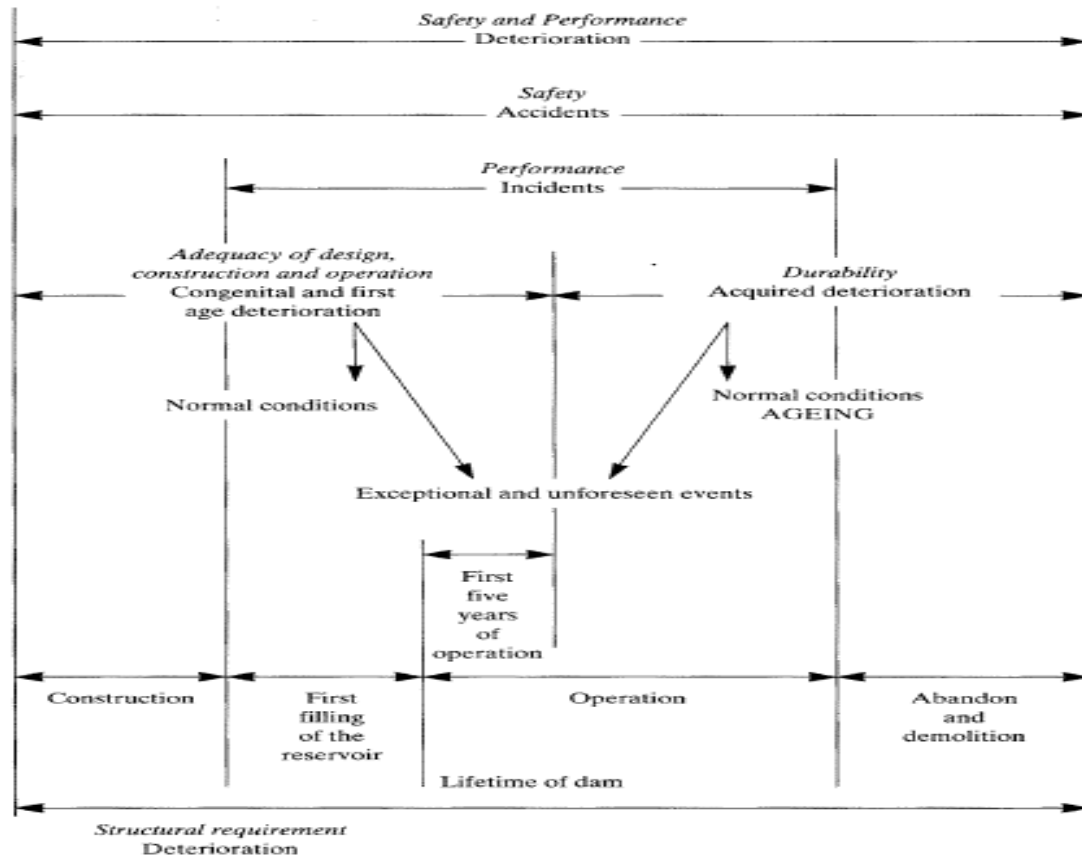 Safety and Performance
Deterioration
Safety
Accidents
Performance
Incidents
Adequacy of design,
construction and operation
Congenital and first
age deterioration
Durability
Acquired deterioration
Normal conditions
Normal conditions
AGEING
Exceptional and unforeseen events
First
five
years
of
operation
Construction
First
filling
of the
reservoir
Operation
Abandon
and
demolition
Lifetime of dam
Structural requirement
Deterioration